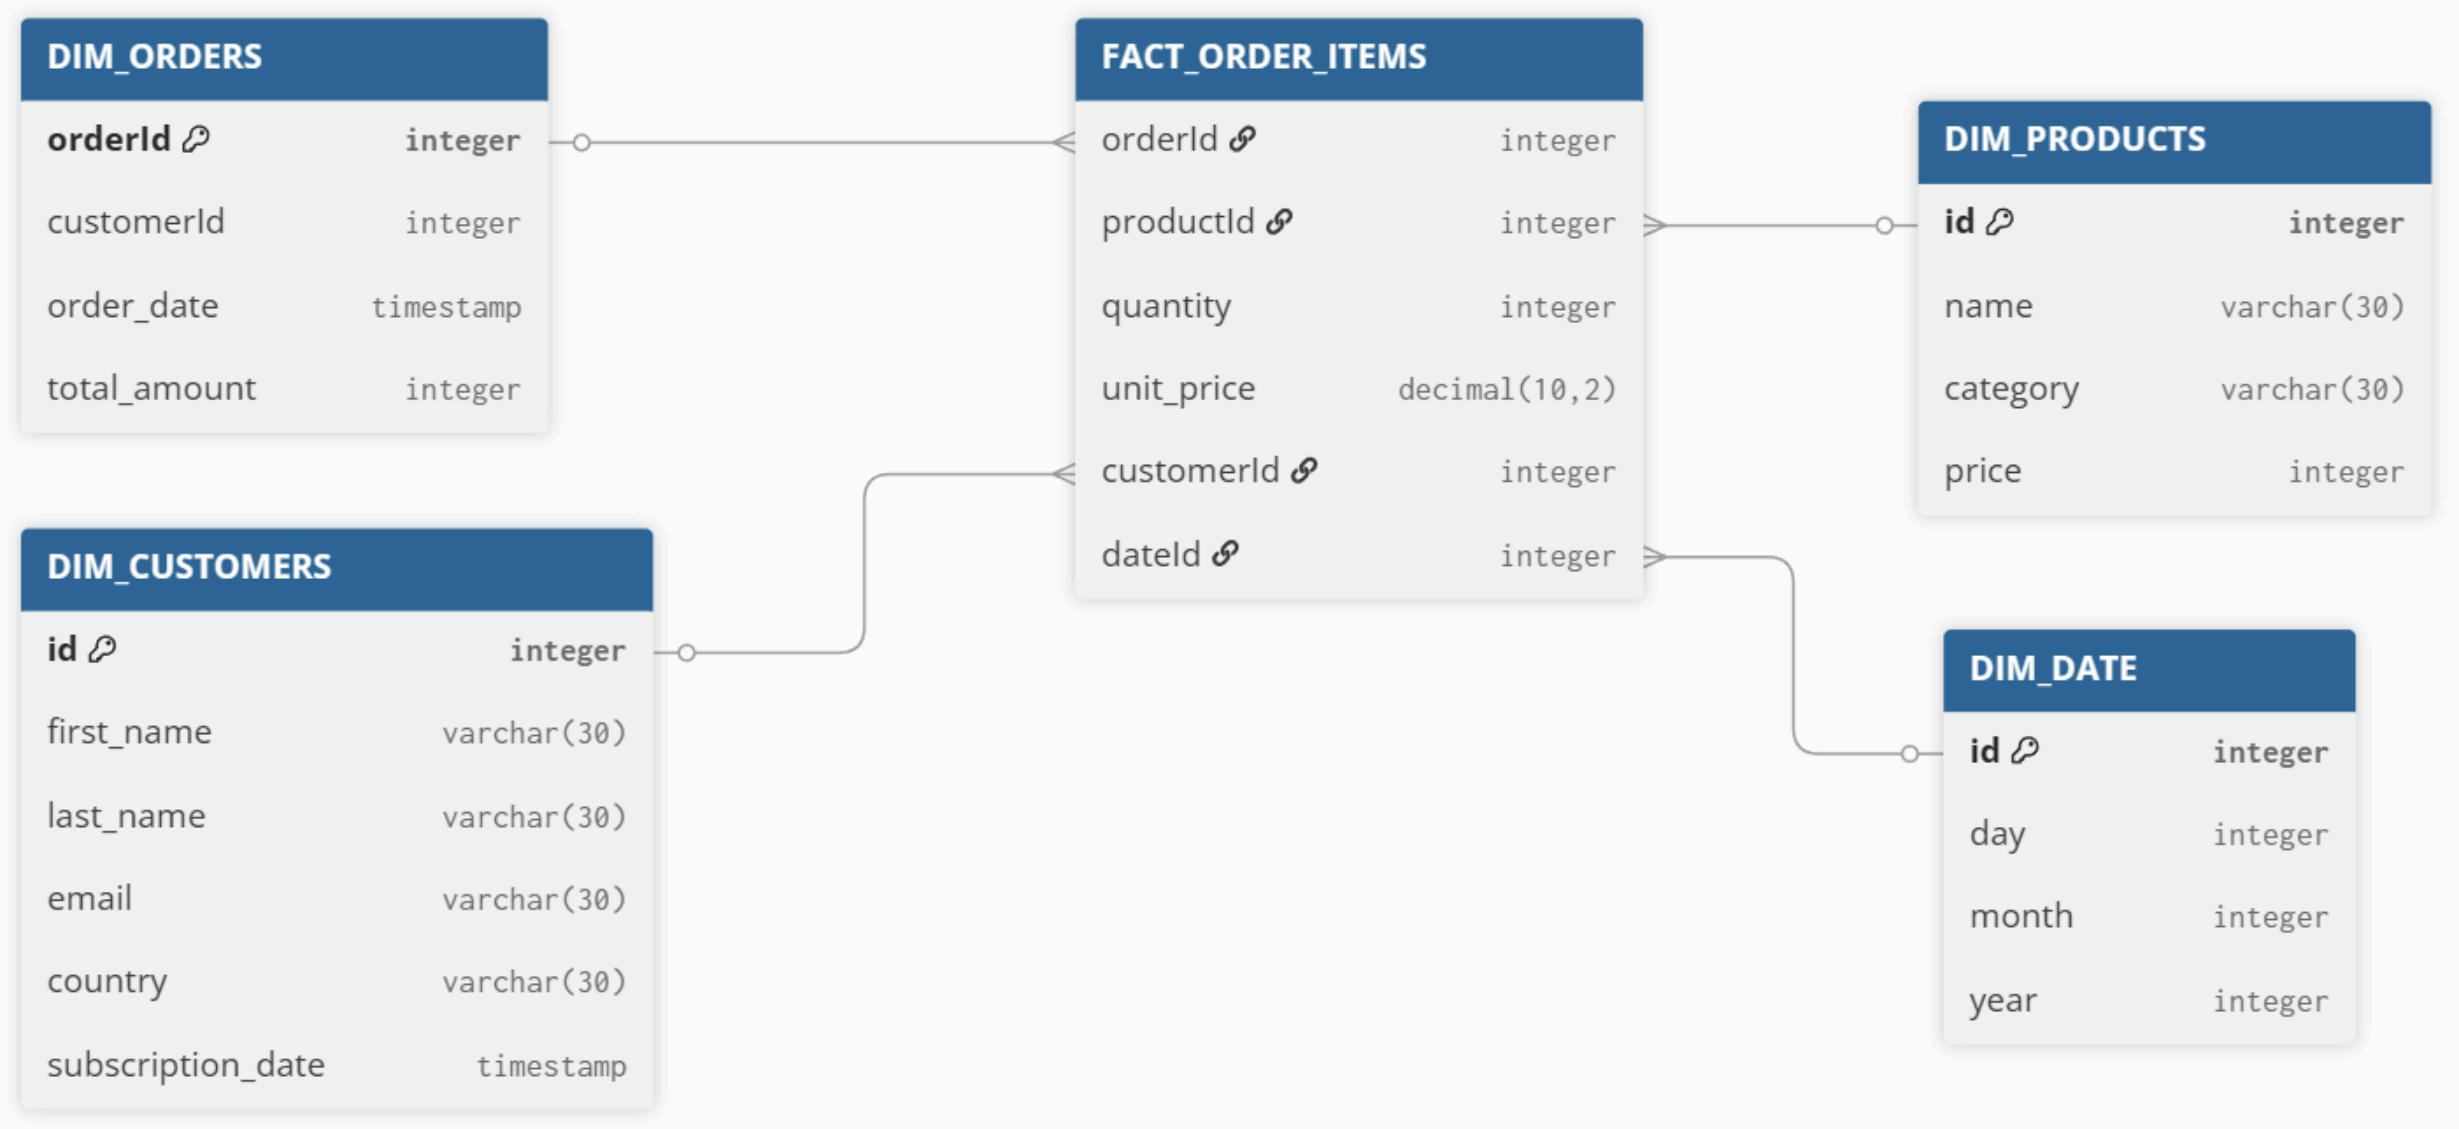 DIM_ORDERS
orderId integer
customerId integer
order_date timestamp
total_amount integer
FACT_ORDER_ITEMS
orderId integer
productId integer
quantity integer
unit_price decimal(10,2)
customerId integer
dateId integer
DIM_PRODUCTS
id integer
name varchar(30)
category varchar(30)
price integer
DIM_CUSTOMERS
id integer
first_name varchar(30)
last_name varchar(30)
email varchar(30)
country varchar(30)
subscription_date timestamp
DIM_DATE
id integer
day integer
month integer
year integer